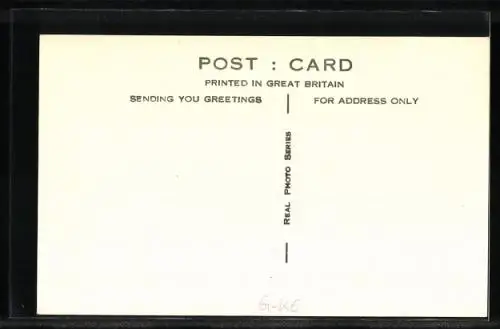 POST : CARD
PRINTED IN GREAT BRITAIN
SENDING YOU GREETINGS
FOR ADDRESS ONLY
REAL PHOTO SERIES